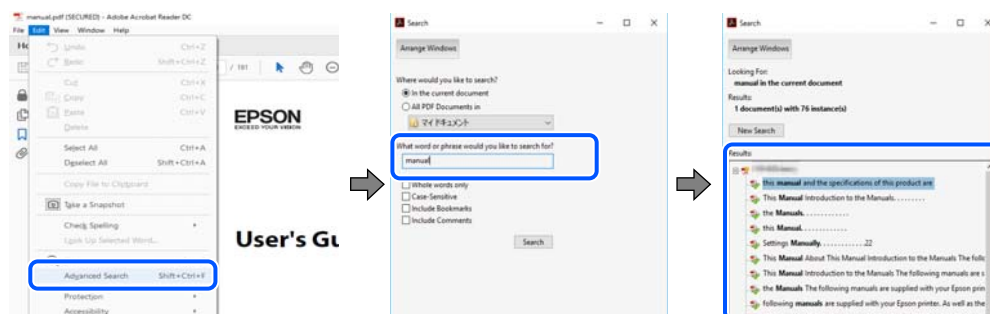 manual.pdf (SECURED) - Adobe Acrobat Reader DC
File Edit View Window Help
Undo Ctrl+Z
Redo Shift+Ctrl+Z
Cut Ctrl+X
Copy Ctrl+C
Paste Ctrl+V
Delete
Select All Ctrl+A
Deselect All Shift+Ctrl+A
Copy File to Clipboard
Take a Snapshot
Check Spelling
Look Up Selected Word...
Advanced Search Shift+Ctrl+F
Protection
Accessibility
/ 181
EPSON
EXCEED YOUR VISION
User's Gu
Search
Arrange Windows
Where would you like to search?
In the current document
All PDF Documents in
マイ ドキュメント
What word or phrase would you like to search for?
manual
Whole words only
Case-Sensitive
Include Bookmarks
Include Comments
Search
Search
Arrange Windows
Looking For:
manual in the current document
Results:
1 document(s) with 76 instance(s)
New Search
Results:
this manual and the specifications of this product are
This Manual Introduction to the Manuals. . . . . . . . .
the Manuals. . . . . . . . . . . .
this Manual. . . . . . . . . . . .
Settings Manually. . . . . . . . . . . .22
This Manual About This Manual Introduction to the Manuals The follo
This Manual Introduction to the Manuals The following manuals are s
the Manuals The following manuals are supplied with your Epson prin
following manuals are supplied with your Epson printer. As well as the